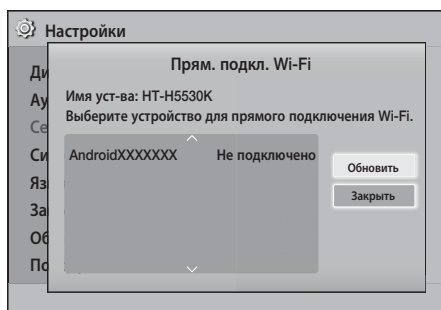 Настройки
Прям. подкл. Wi-Fi
Имя уст-ва: HT-H5530K
Выберите устройство для прямого подключения Wi-Fi.
AndroidXXXXXXX Не подключено
Обновить
Закрыть